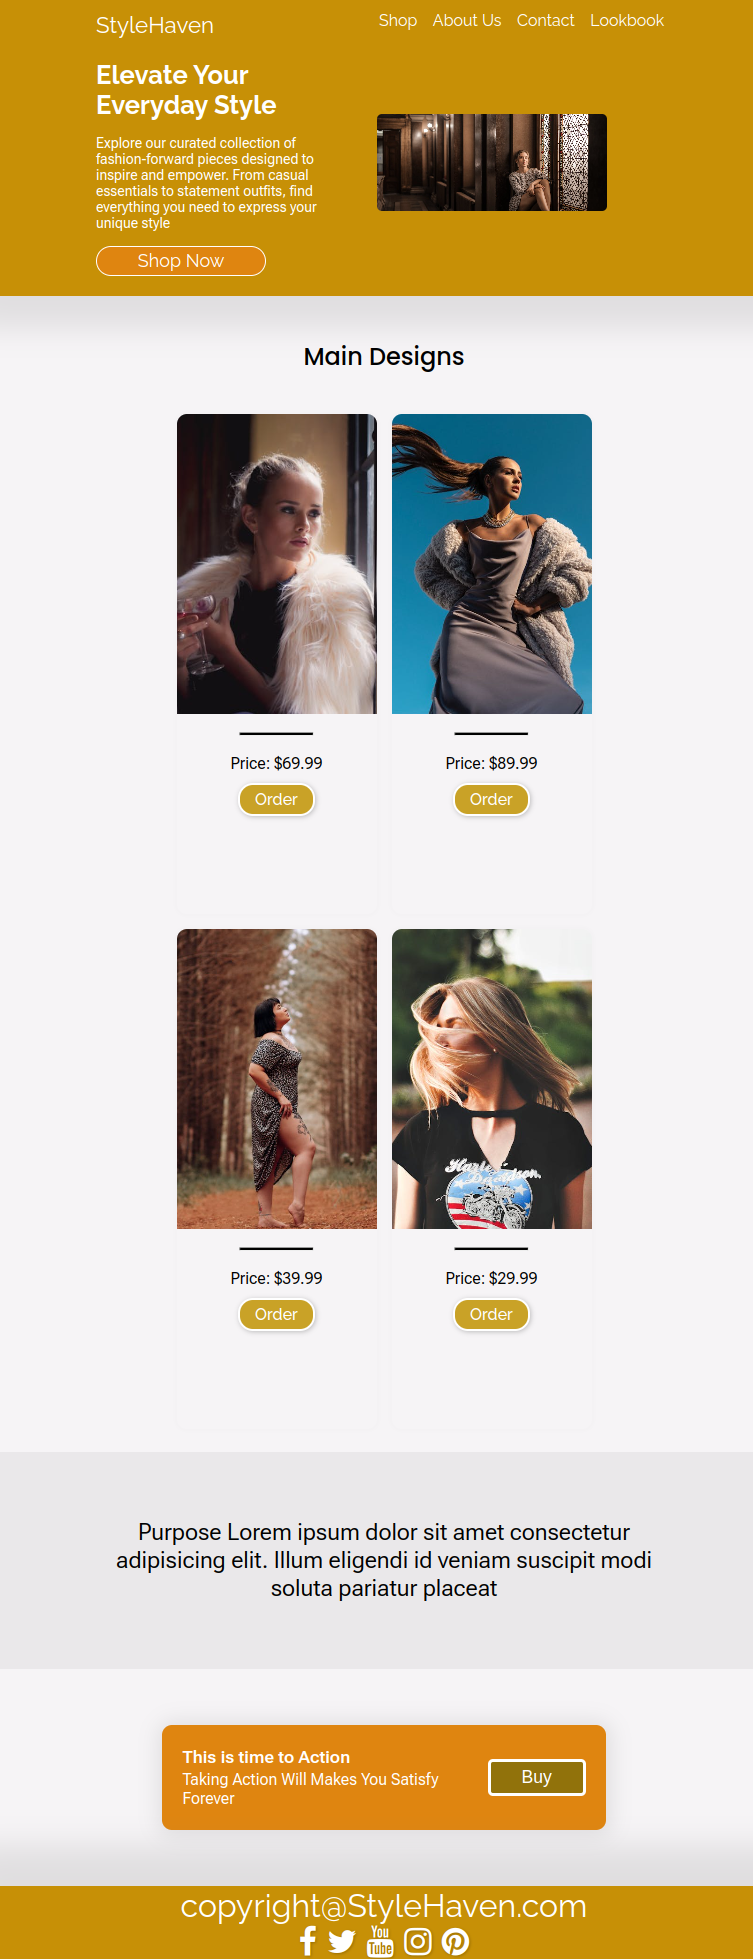 StyleHaven
Shop About Us Contact Lookbook
Elevate Your
Everyday Style
Explore our curated collection of
fashion-forward pieces designed to
inspire and empower. From casual
essentials to statement outfits, find
everything you need to express your
unique style
Shop Now
Main Designs
Price: $69.99
Order
Price: $89.99
Order
Harley
Davidson
Price: $39.99
Order
Price: $29.99
Order
Purpose Lorem ipsum dolor sit amet consectetur
adipisicing elit. Illum eligendi id veniam suscipit modi
soluta pariatur placeat
This is time to Action
Taking Action Will Makes You Satisfy
Forever
Buy
copyright@StyleHaven.com
You
Tube